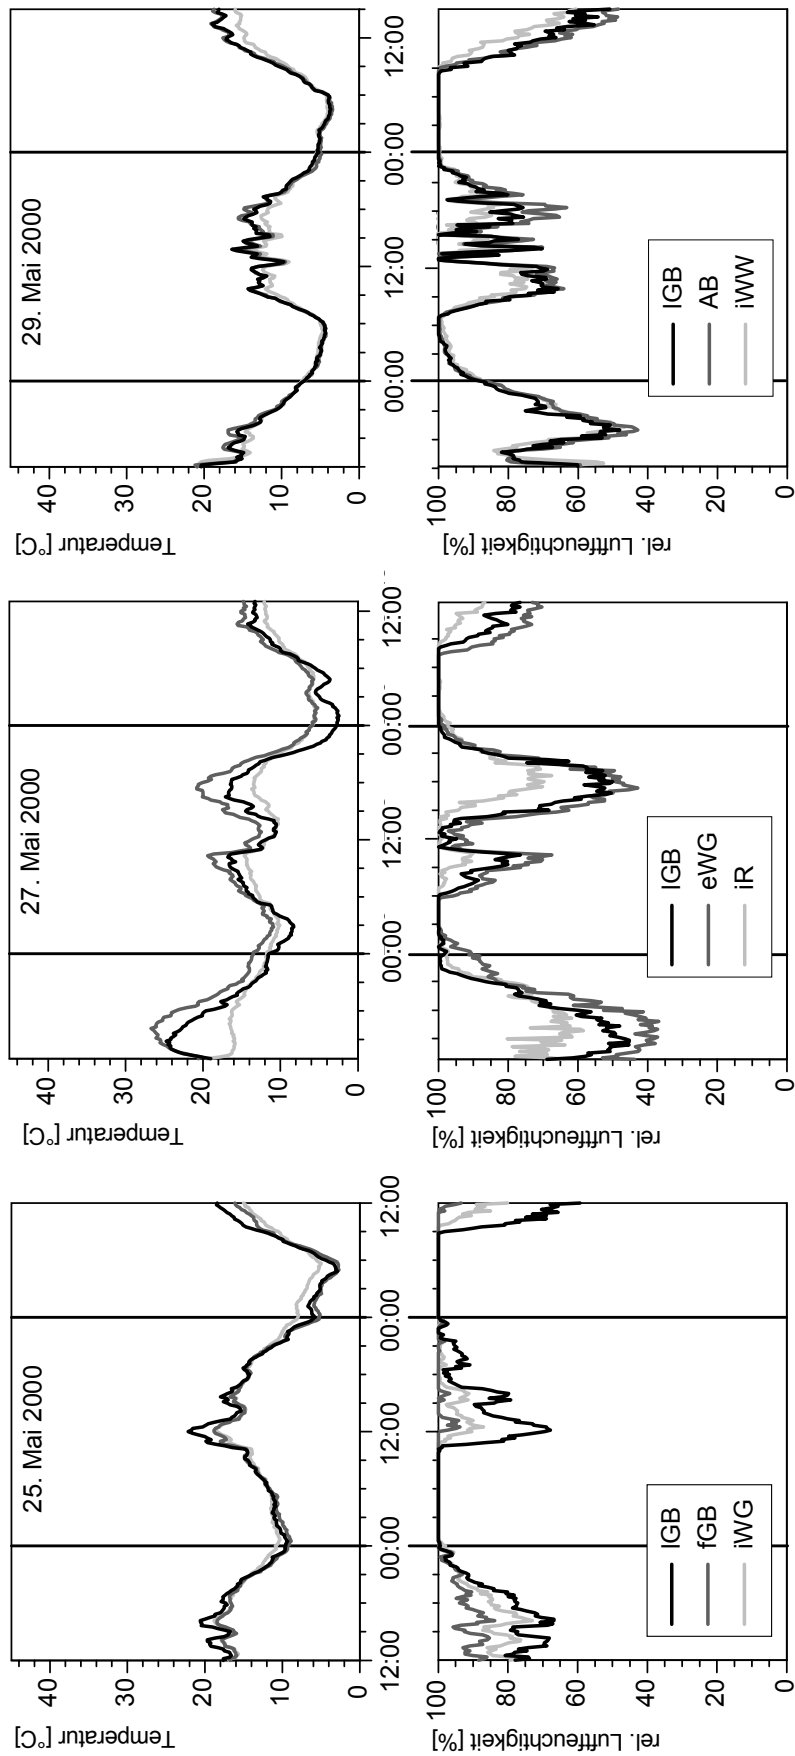 25. Mai 2000
Temperatur [°C]
40
30
20
10
0
12:00 00:00 12:00 00:00 12:00
rel. Luftfeuchtigkeit [%]
100
80
60
40
20
0
lGB
fGB
iWG
27. Mai 2000
Temperatur [°C]
40
30
20
10
0
00:00 12:00 00:00 12:00
rel. Luftfeuchtigkeit [%]
100
80
60
40
20
0
lGB
eWG
iR
29. Mai 2000
Temperatur [°C]
40
30
20
10
0
00:00 12:00 00:00 12:00
rel. Luftfeuchtigkeit [%]
100
80
60
40
20
0
lGB
AB
iWW